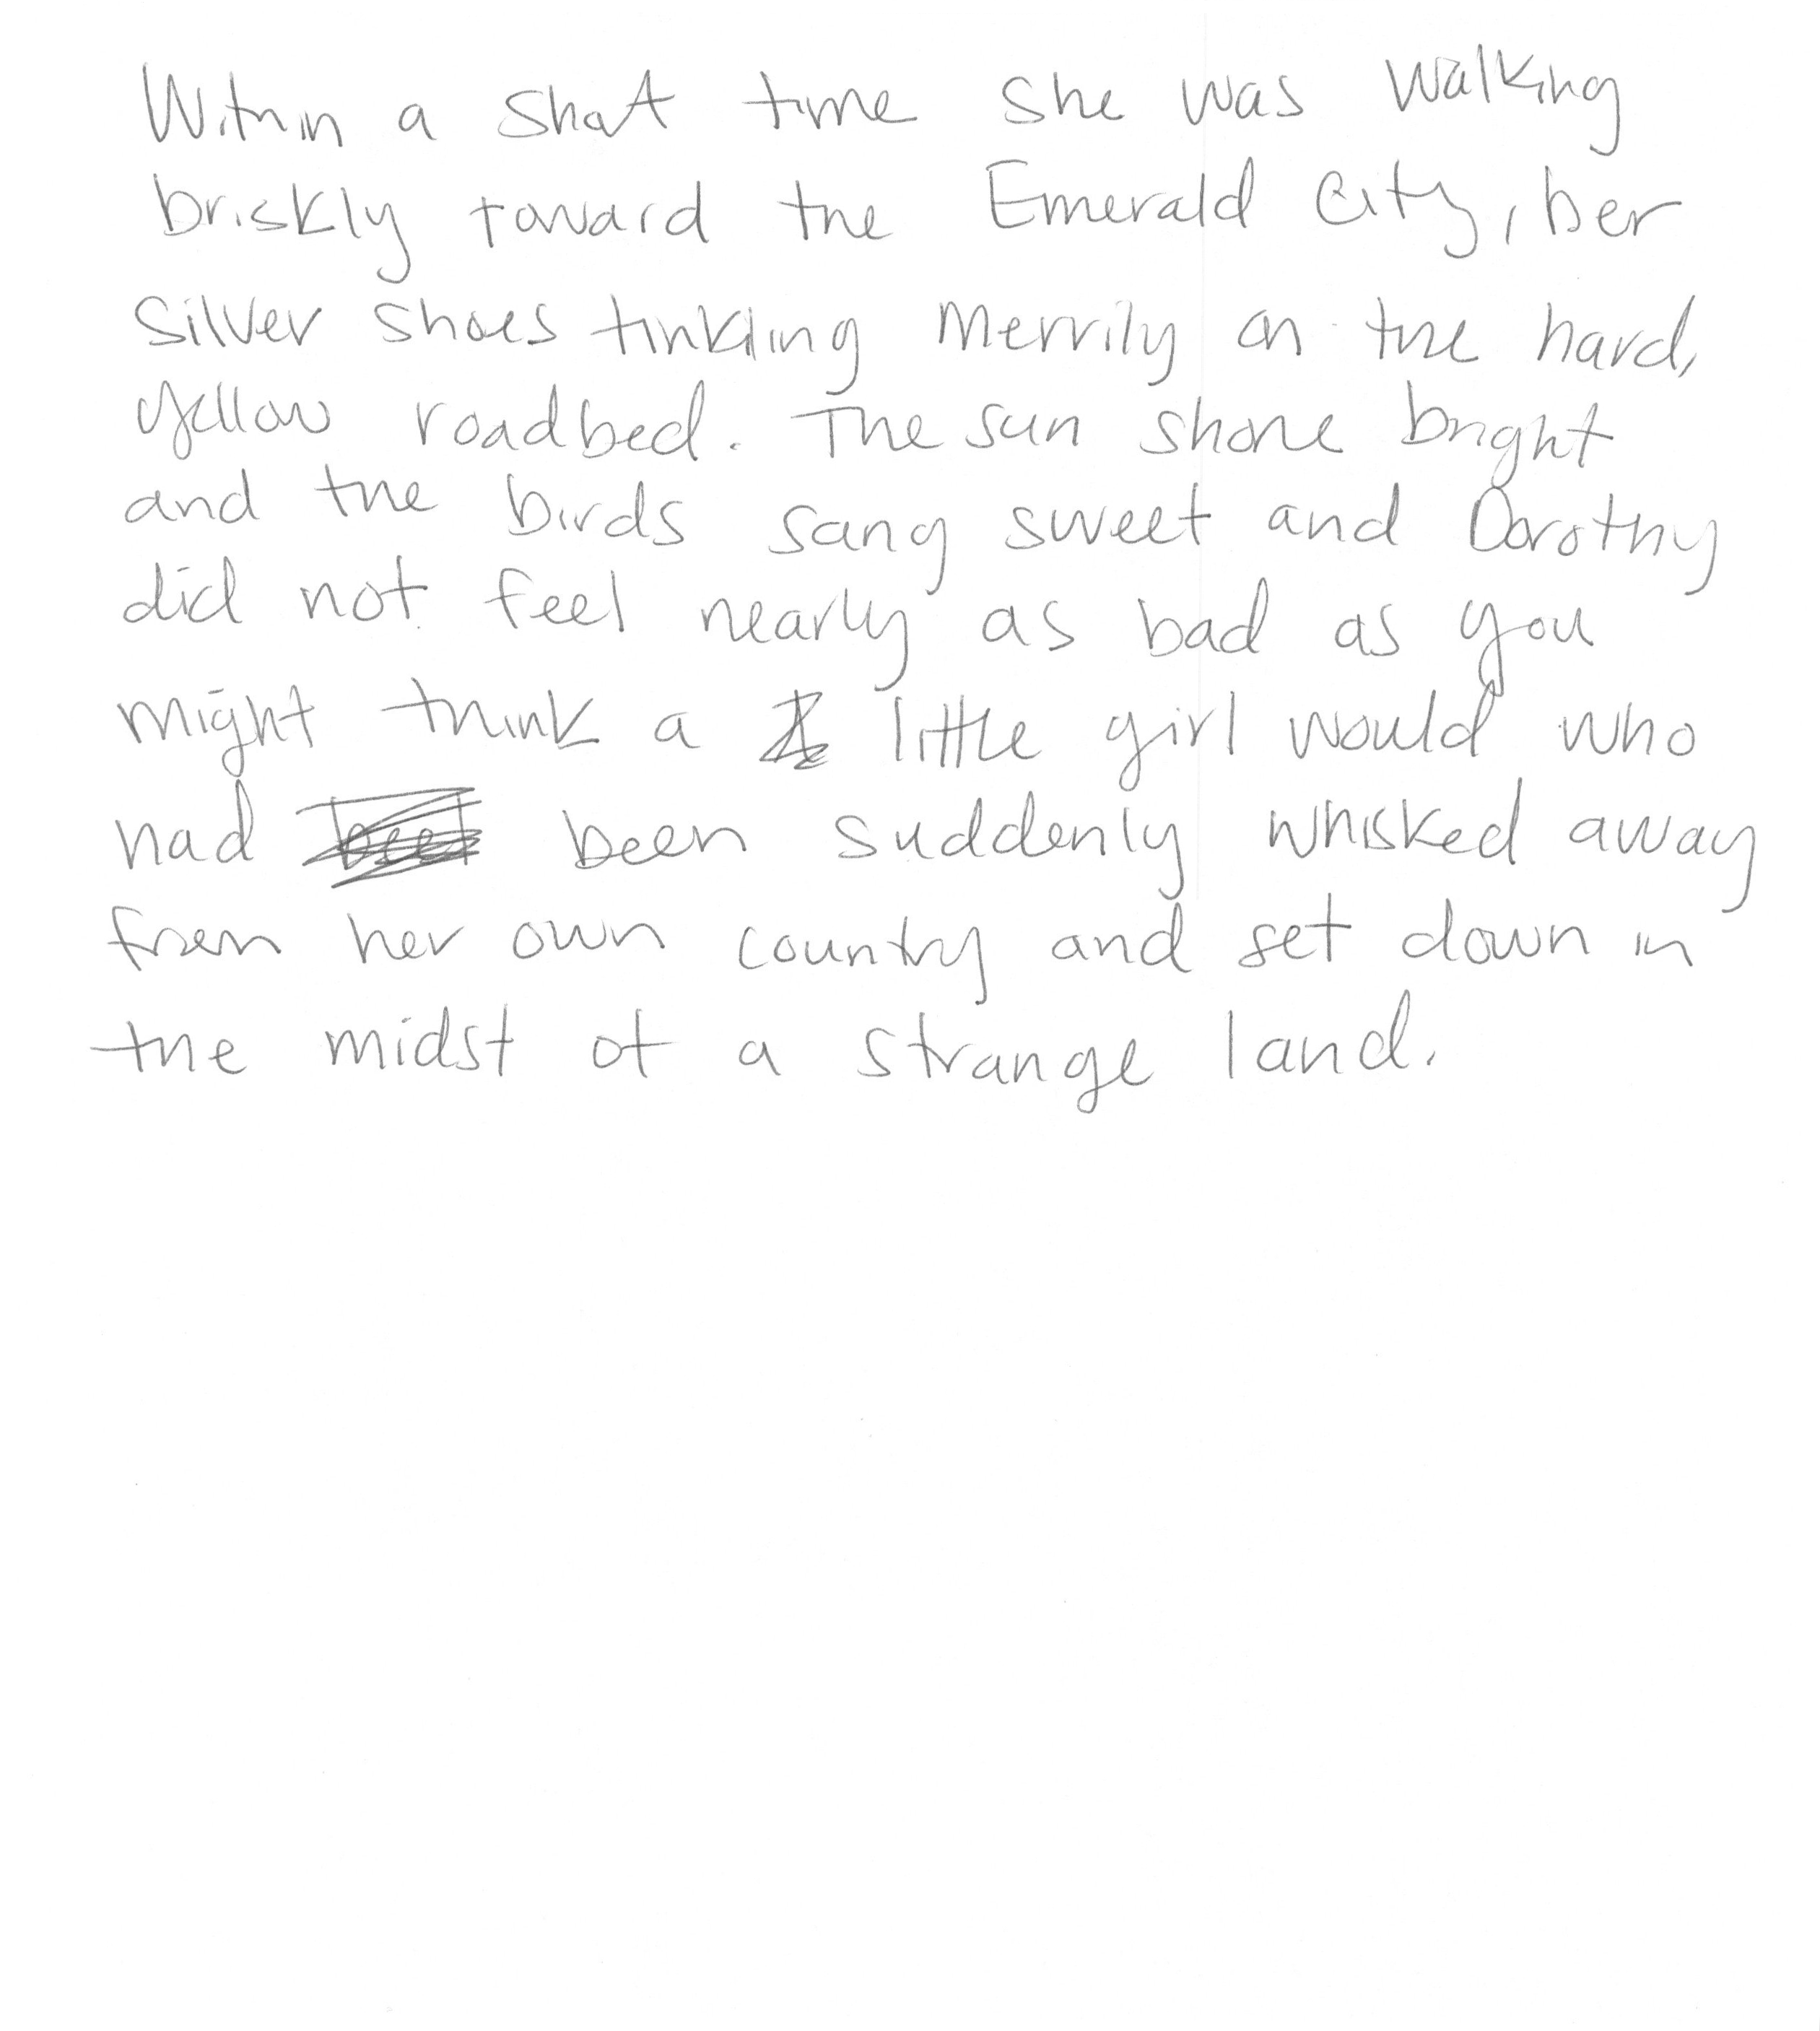 Within a short time she was walking
briskly toward the Emerald City, her
silver shoes tinkling merrily on the hard,
yellow roadbed. The sun shone bright
and the birds sang sweet and Dorothy
did not feel nearly as bad as you
might think a little girl would who
had been suddenly whisked away
from her own country and set down in
the midst of a strange land.